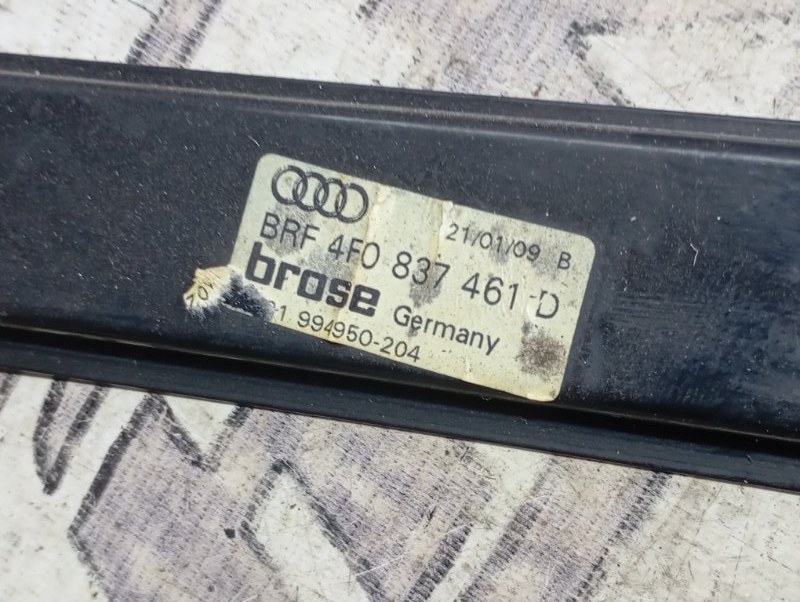 21/01/09 B
BRF 4F0 837 461 D
brose Germany
994950-204